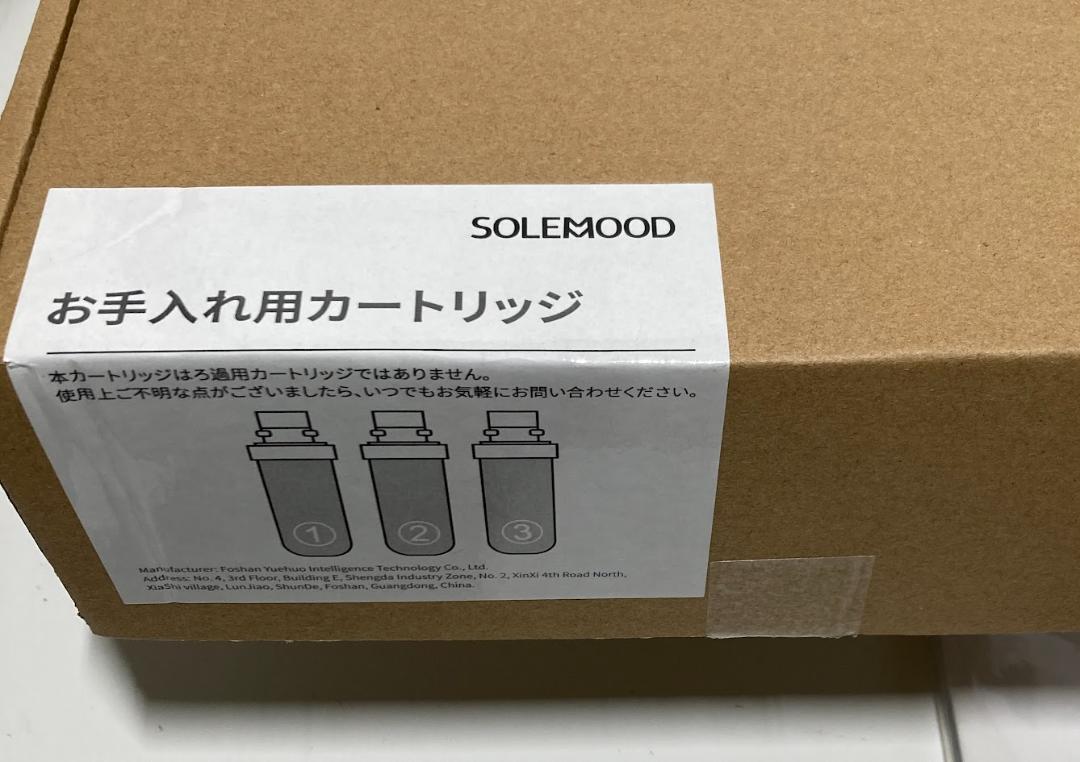 SOLEMOOD
お手入れ用カートリッジ
本カートリッジはろ過用カートリッジではありません。
使用上ご不明な点がございましたら、いつでもお気軽にお問い合わせください。
1 2 3
Manufacturer: Foshan Yuehuo Intelligence Technology Co., Ltd.
Address: No. 4, 3rd Floor, Building E, Shengda Industry Zone, No. 2, XinXi 4th Road North,
XiaShi village, LunJiao, ShunDe, Foshan, Guangdong, China.